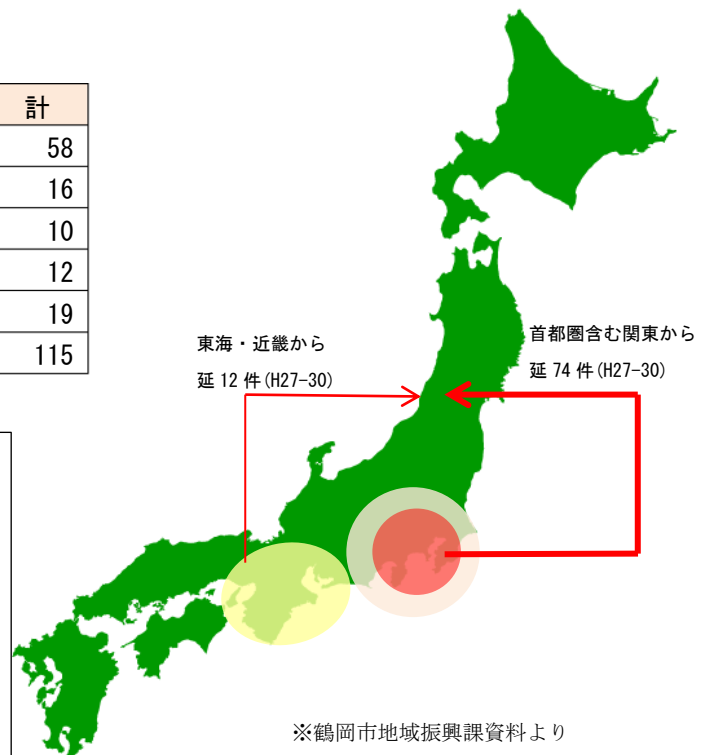 計
58
16
10
12
19
115
東海・近畿から
延 12 件(H27-30)
首都圏含む関東から
延 74 件(H27-30)
※鶴岡市地域振興課資料より